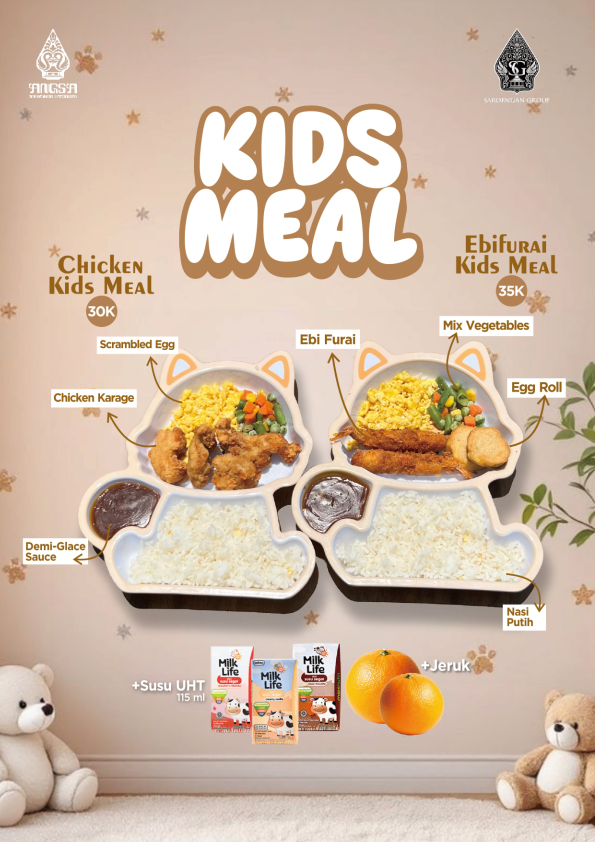 ANGSA
SAROENGAN GROUP
KIDS
MEAL
Chicken
Kids Meal
30K
Ebifurai
Kids Meal
35K
Scrambled Egg
Ebi Furai
Mix Vegetables
Chicken Karage
Egg Roll
Demi-Glace
Sauce
Nasi
Putih
+Susu UHT
115 ml
Milk
Life
Milk
Life
Milk
Life
+Jeruk